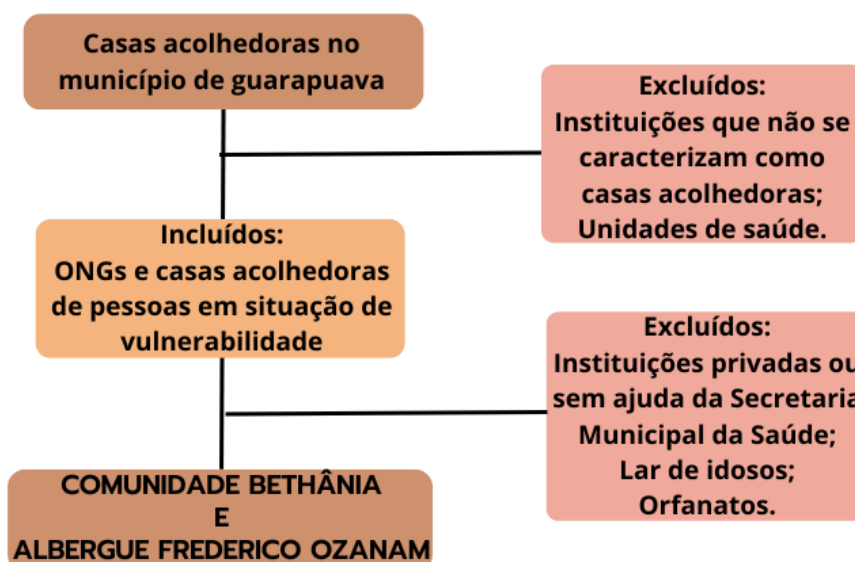 Casas acolhedoras no
município de guarapuava
Excluídos:
Instituições que não se
caracterizam como
casas acolhedoras;
Unidades de saúde.
Incluídos:
ONGs e casas acolhedoras
de pessoas em situação de
vulnerabilidade
Excluídos:
Instituições privadas ou
sem ajuda da Secretaria
Municipal da Saúde;
Lar de idosos;
Orfanatos.
COMUNIDADE BETHÂNIA
E
ALBERGUE FREDERICO OZANAM